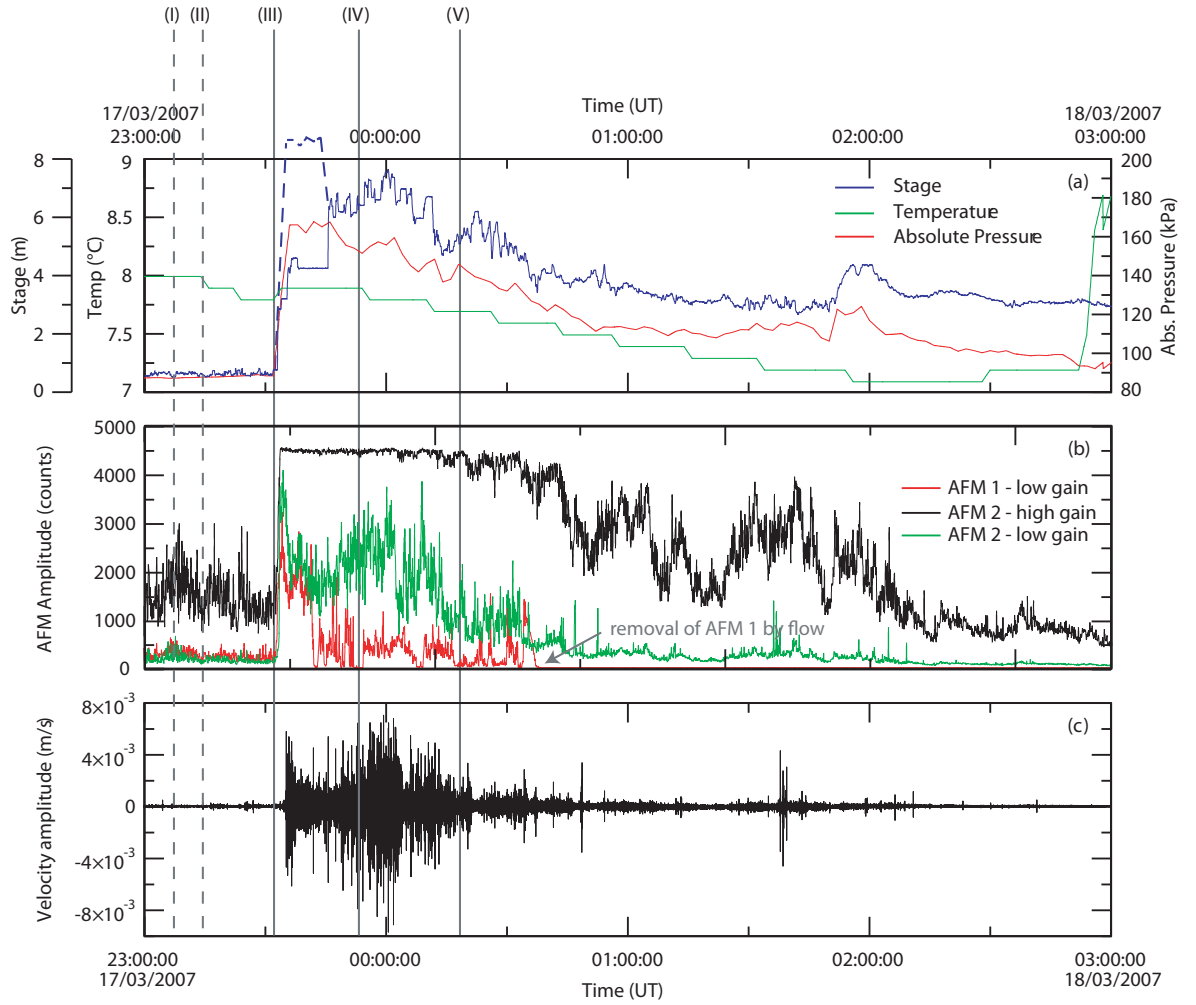 (I) (II) (III) (IV) (V)
Time (UT)
17/03/2007 18/03/2007
23:00:00 00:00:00 01:00:00 02:00:00 03:00:00
8 9 200
(a)
Stage
Temperature
Absolute Pressure
180
6 8.5
160
Stage (m)
Temp (°C)
Abs. Pressure (kPa)
4 8 140
120
2 7.5
100
0 7 80
5000
(b)
4000
AFM 1 - low gain
AFM 2 - high gain
AFM 2 - low gain
3000
AFM Amplitude (counts)
2000
1000
removal of AFM 1 by flow
0
8×10-3
(c)
4×10-3
Velocity amplitude (m/s)
0
-4×10-3
-8×10-3
23:00:00 00:00:00 01:00:00 02:00:00 03:00:00
17/03/2007 18/03/2007
Time (UT)